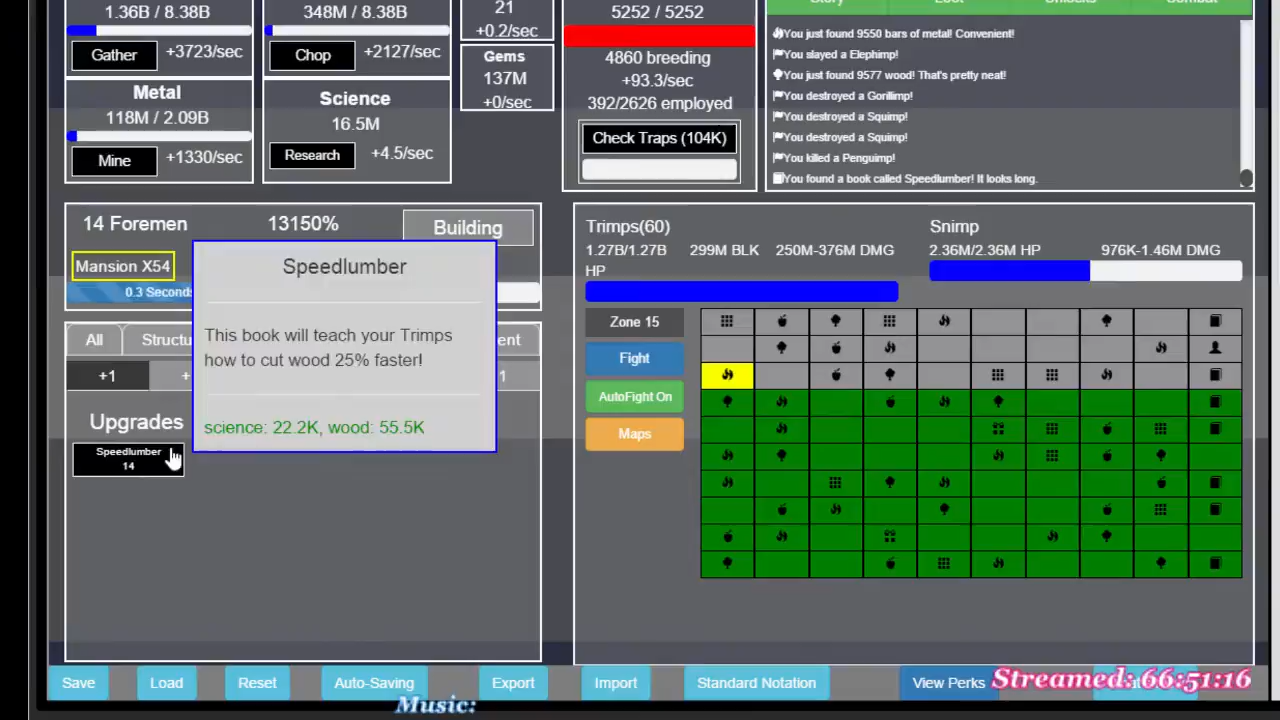 1.36B / 8.38B
Gather
+3723/sec
348M / 8.38B
Chop
+2127/sec
21
+0.2/sec
Gems
137M
+0/sec
Metal
118M / 2.09B
Mine
+1330/sec
Science
16.5M
Research
+4.5/sec
5252 / 5252
4860 breeding
+93.3/sec
392/2626 employed
Check Traps (104K)
Story
Loot
Unlocks
Combat
You just found 9550 bars of metal! Convenient!
You slayed a Elephimp!
You just found 9577 wood! That's pretty neat!
You destroyed a Gorillimp!
You destroyed a Squimp!
You destroyed a Squimp!
You killed a Penguimp!
You found a book called Speedlumber! It looks long.
14 Foremen
13150%
Building
Mansion X54
0.3 Seconds
Speedlumber
This book will teach your Trimps
how to cut wood 25% faster!
science: 22.2K, wood: 55.5K
All
Structu
ent
+1
+
1
Upgrades
Speedlumber
14
Trimps(60)
1.27B/1.27B
HP
299M BLK
250M-376M DMG
Snimp
2.36M/2.36M HP
976K-1.46M DMG
Zone 15
Fight
AutoFight On
Maps
Save
Load
Reset
Auto-Saving
Export
Import
Standard Notation
View Perks
Streamed: 66:51:16
Music: